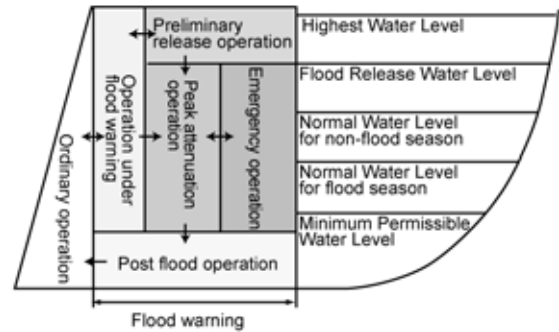 Preliminary
release operation
Highest Water Level
Flood Release Water Level
Normal Water Level
for non-flood season
Normal Water Level
for flood season
Minimum Permissible
Water Level
Ordinary operation
Operation under
flood warning
Peak attenuation
operation
Emergency operation
Post flood operation
Flood warning